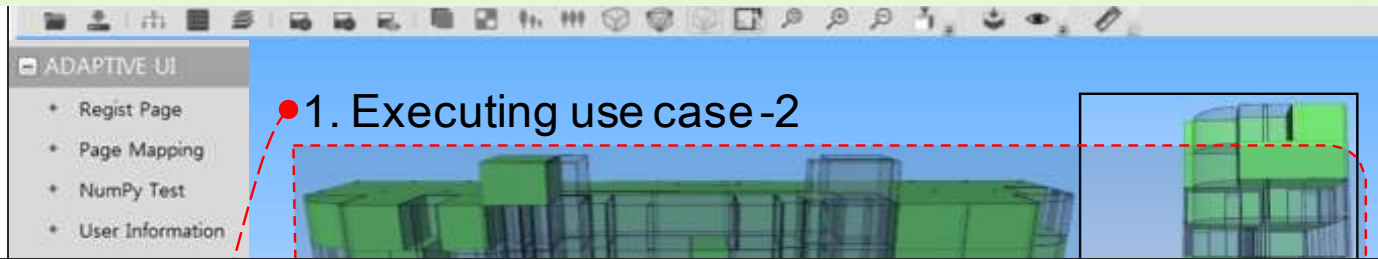 ADAPTIVE UI
Regist Page
Page Mapping
NumPy Test
User Information
1. Executing use case-2